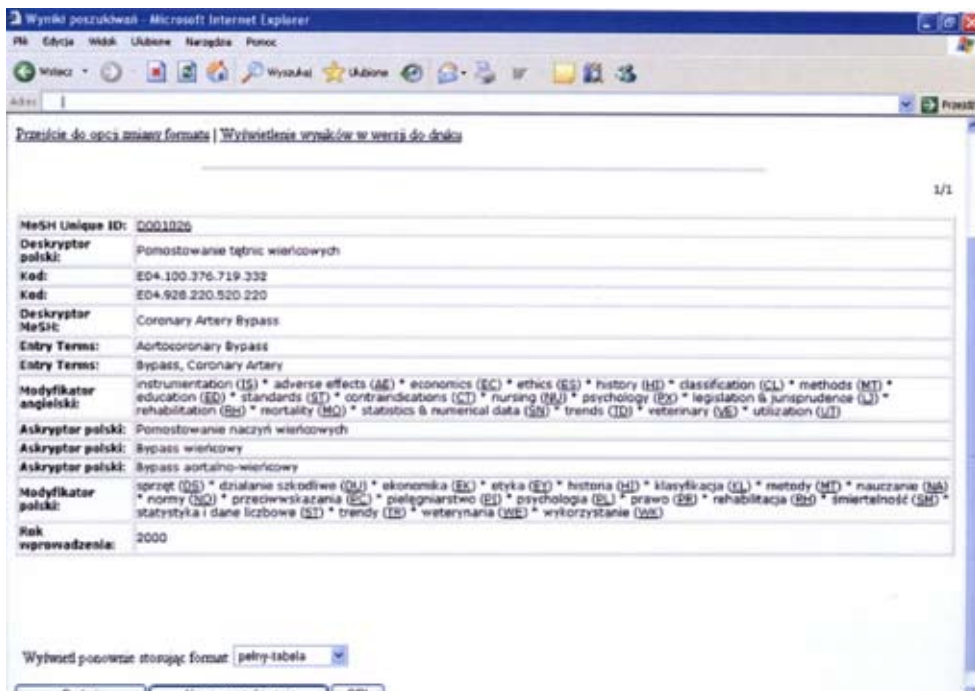 Wyniki poszukiwań - Microsoft Internet Explorer
Plik Edycja Widok Ulubione Narzędzia Pomoc
Wstecz Wyszukaj Ulubione
Adres Przejdź
Przejście do opcji zmiany formatu | Wyświetlenie wyników w wersji do druku
1/1
MeSH Unique ID: D001026
Deskryptor polski: Pomostowanie tętnic wieńcowych
Kod: E04.100.376.719.332
Kod: E04.928.220.520.220
Deskryptor MeSH: Coronary Artery Bypass
Entry Terms: Aortocoronary Bypass
Entry Terms: Bypass, Coronary Artery
Modyfikator angielski: instrumentation (IS) * adverse effects (AE) * economics (EC) * ethics (ES) * history (HI) * classification (CL) * methods (MT) *
education (ED) * standards (ST) * contraindications (CT) * nursing (NU) * psychology (PX) * legislation & jurisprudence (LJ) *
rehabilitation (RH) * mortality (MO) * statistics & numerical data (SN) * trends (TD) * veterinary (VE) * utilization (UT)
Askryptor polski: Pomostowanie naczyń wieńcowych
Askryptor polski: Bypass wieńcowy
Askryptor polski: Bypass aortalno-wieńcowy
Modyfikator polski: sprzęt (OS) * działanie szkodliwe (DU) * ekonomika (EK) * etyka (EY) * historia (HI) * klasyfikacja (KL) * metody (MT) * nauczanie (NA)
* normy (NO) * przeciwwskazania (PC) * pielęgniarstwo (PI) * psychologia (PL) * prawo (PR) * rehabilitacja (RH) * śmiertelność (SM) *
statystyka i dane liczbowe (ST) * trendy (TR) * weterynaria (WE) * wykorzystanie (WK)
Rok wprowadzenia: 2000
Wyświetl ponownie stosując format pełny-tabela